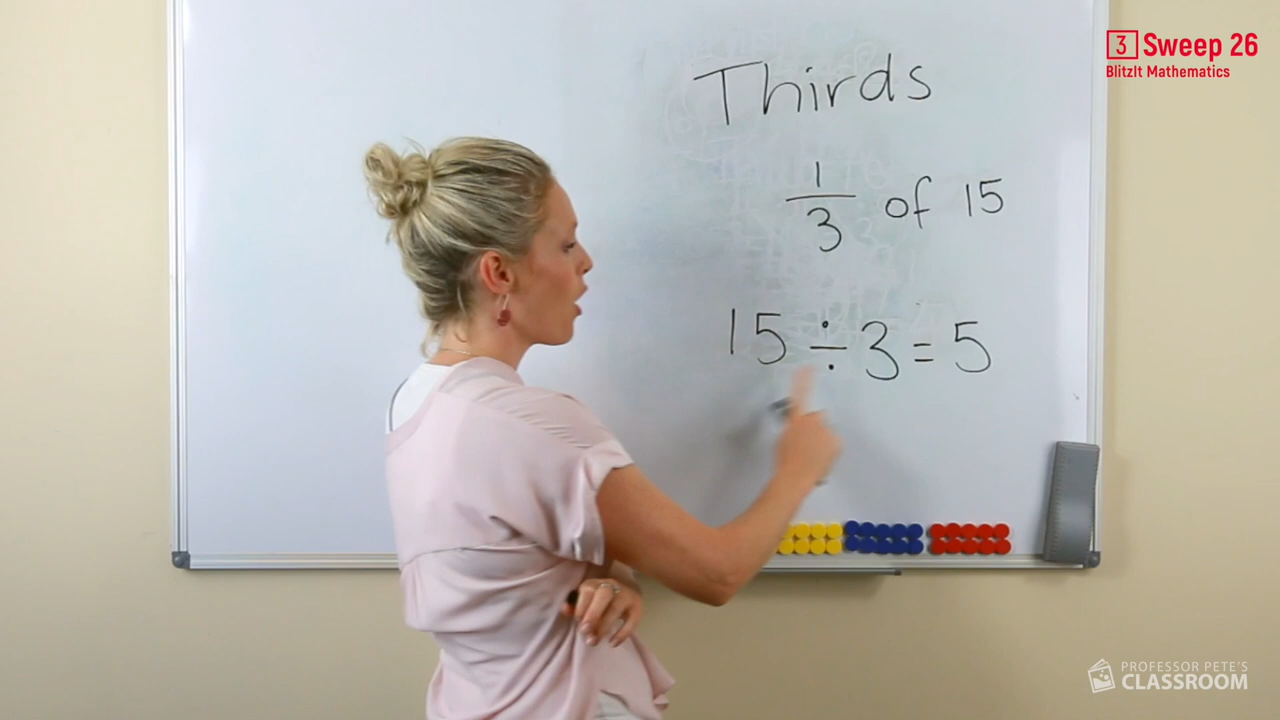 3 Sweep 26
BlitzIt Mathematics
Thirds
1/3 of 15
15 ÷ 3 = 5
PROFESSOR PETE'S
CLASSROOM